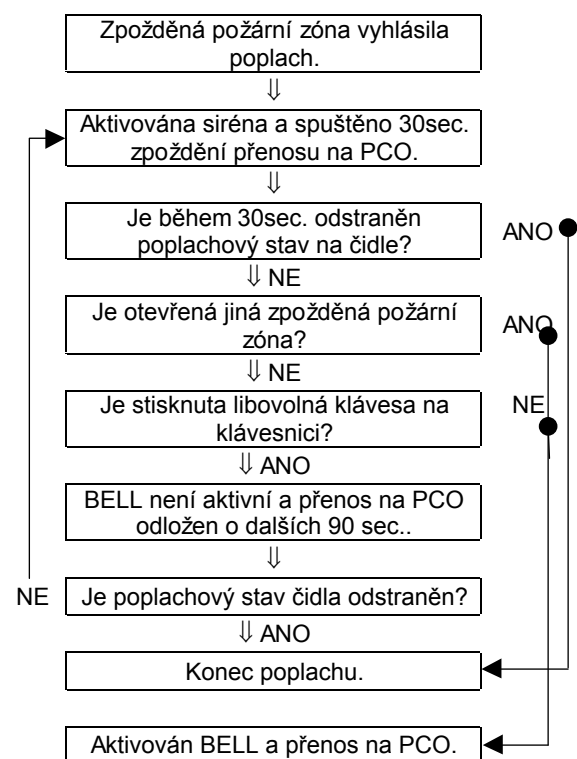 Zpožděná požární zóna vyhlásila
poplach.
⇓
Aktivována siréna a spuštěno 30sec.
zpoždění přenosu na PCO.
⇓
Je během 30sec. odstraněn
poplachový stav na čidle?
ANO
⇓ NE
Je otevřená jiná zpožděná požární
zóna?
ANO
⇓ NE
Je stisknuta libovolná klávesa na
klávesnici?
NE
⇓ ANO
BELL není aktivní a přenos na PCO
odložen o dalších 90 sec..
⇓
NE
Je poplachový stav čidla odstraněn?
⇓ ANO
Konec poplachu.
Aktivován BELL a přenos na PCO.